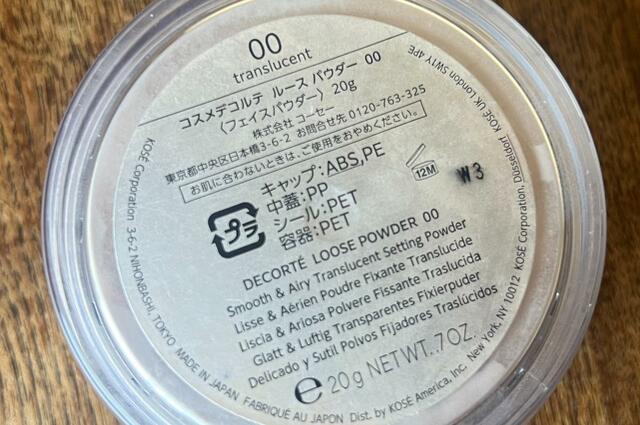 00
translucent
コスメデコルテ ルース パウダー 00
〈フェイスパウダー〉 20g
株式会社 コーセー
東京都中央区日本橋3-6-2 お問合せ先 0120-763-325
お肌に合わないときは、ご使用をおやめください。
キャップ:ABS,PE
中蓋:PP
シール:PET
容器:PET
プラ
12M
W3
DECORTÉ LOOSE POWDER 00
Smooth & Airy Translucent Setting Powder
Lisse & Aérien Poudre Fixante Translucide
Liscia & Ariosa Polvere Fissante Traslucida
Glatt & Luftig Transparentes Fixierpuder
Delicado y Sutil Polvos Fijadores Traslúcidos
e 20g NET WT. .7 OZ.
KOSÉ Corporation 3-6-2 NIHONBASHI, TOKYO MADE IN JAPAN FABRIQUÉ AU JAPON Dist. by KOSÉ America, Inc. New York, NY 10012 KOSÉ Corporation, Düsseldorf KOSÉ UK, London SW1Y 4PE